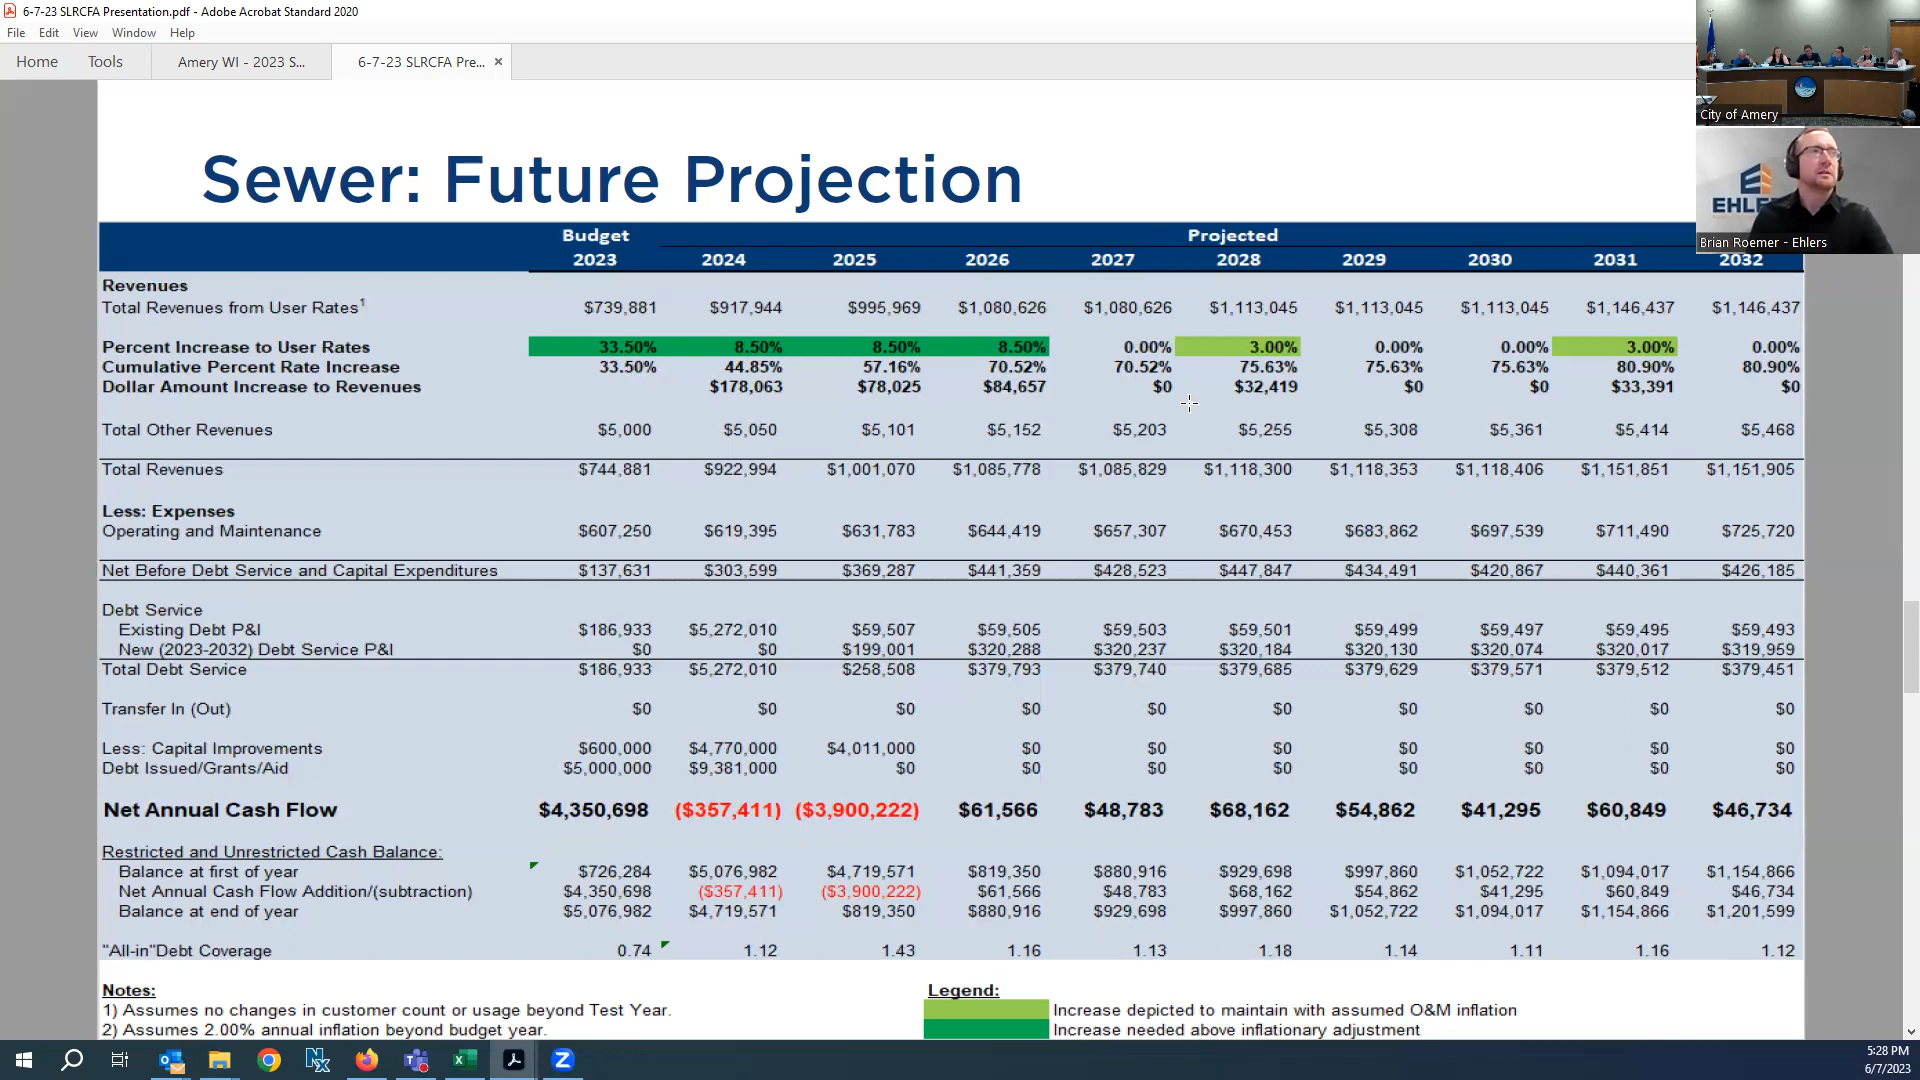 6-7-23 SLRCFA Presentation.pdf - Adobe Acrobat Standard 2020
File Edit View Window Help
Home Tools Amery WI - 2023 S... 6-7-23 SLRCFA Pre... ×
City of Amery
Brian Roemer - Ehlers
Sewer: Future Projection
Budget Projected
2023 2024 2025 2026 2027 2028 2029 2030 2031 2032
Revenues
Total Revenues from User Rates1 $739,881 $917,944 $995,969 $1,080,626 $1,080,626 $1,113,045 $1,113,045 $1,113,045 $1,146,437 $1,146,437
Percent Increase to User Rates 33.50% 8.50% 8.50% 8.50% 0.00% 3.00% 0.00% 0.00% 3.00% 0.00%
Cumulative Percent Rate Increase 33.50% 44.85% 57.16% 70.52% 70.52% 75.63% 75.63% 75.63% 80.90% 80.90%
Dollar Amount Increase to Revenues $178,063 $78,025 $84,657 $0 $32,419 $0 $0 $33,391 $0
Total Other Revenues $5,000 $5,050 $5,101 $5,152 $5,203 $5,255 $5,308 $5,361 $5,414 $5,468
Total Revenues $744,881 $922,994 $1,001,070 $1,085,778 $1,085,829 $1,118,300 $1,118,353 $1,118,406 $1,151,851 $1,151,905
Less: Expenses
Operating and Maintenance $607,250 $619,395 $631,783 $644,419 $657,307 $670,453 $683,862 $697,539 $711,490 $725,720
Net Before Debt Service and Capital Expenditures $137,631 $303,599 $369,287 $441,359 $428,523 $447,847 $434,491 $420,867 $440,361 $426,185
Debt Service
Existing Debt P&I $186,933 $5,272,010 $59,507 $59,505 $59,503 $59,501 $59,499 $59,497 $59,495 $59,493
New (2023-2032) Debt Service P&I $0 $0 $199,001 $320,288 $320,237 $320,184 $320,130 $320,074 $320,017 $319,959
Total Debt Service $186,933 $5,272,010 $258,508 $379,793 $379,740 $379,685 $379,629 $379,571 $379,512 $379,451
Transfer In (Out) $0 $0 $0 $0 $0 $0 $0 $0 $0 $0
Less: Capital Improvements $600,000 $4,770,000 $4,011,000 $0 $0 $0 $0 $0 $0 $0
Debt Issued/Grants/Aid $5,000,000 $9,381,000 $0 $0 $0 $0 $0 $0 $0 $0
Net Annual Cash Flow $4,350,698 ($357,411) ($3,900,222) $61,566 $48,783 $68,162 $54,862 $41,295 $60,849 $46,734
Restricted and Unrestricted Cash Balance:
Balance at first of year $726,284 $5,076,982 $4,719,571 $819,350 $880,916 $929,698 $997,860 $1,052,722 $1,094,017 $1,154,866
Net Annual Cash Flow Addition/(subtraction) $4,350,698 ($357,411) ($3,900,222) $61,566 $48,783 $68,162 $54,862 $41,295 $60,849 $46,734
Balance at end of year $5,076,982 $4,719,571 $819,350 $880,916 $929,698 $997,860 $1,052,722 $1,094,017 $1,154,866 $1,201,599
"All-in"Debt Coverage 0.74 1.12 1.43 1.16 1.13 1.18 1.14 1.11 1.16 1.12
Notes: Legend:
1) Assumes no changes in customer count or usage beyond Test Year. Increase depicted to maintain with assumed O&M inflation
2) Assumes 2.00% annual inflation beyond budget year. Increase needed above inflationary adjustment
5:28 PM
6/7/2023